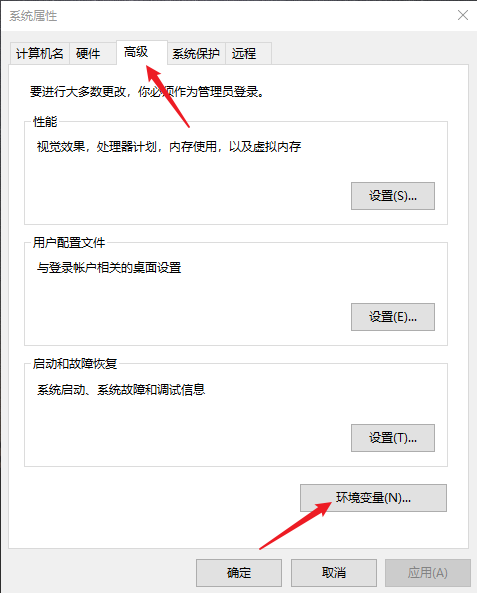 系统属性
计算机名 硬件 高级 系统保护 远程
要进行大多数更改，你必须作为管理员登录。
性能
视觉效果，处理器计划，内存使用，以及虚拟内存
设置(S)...
用户配置文件
与登录帐户相关的桌面设置
设置(E)...
启动和故障恢复
系统启动、系统故障和调试信息
设置(T)...
环境变量(N)...
确定 取消 应用(A)